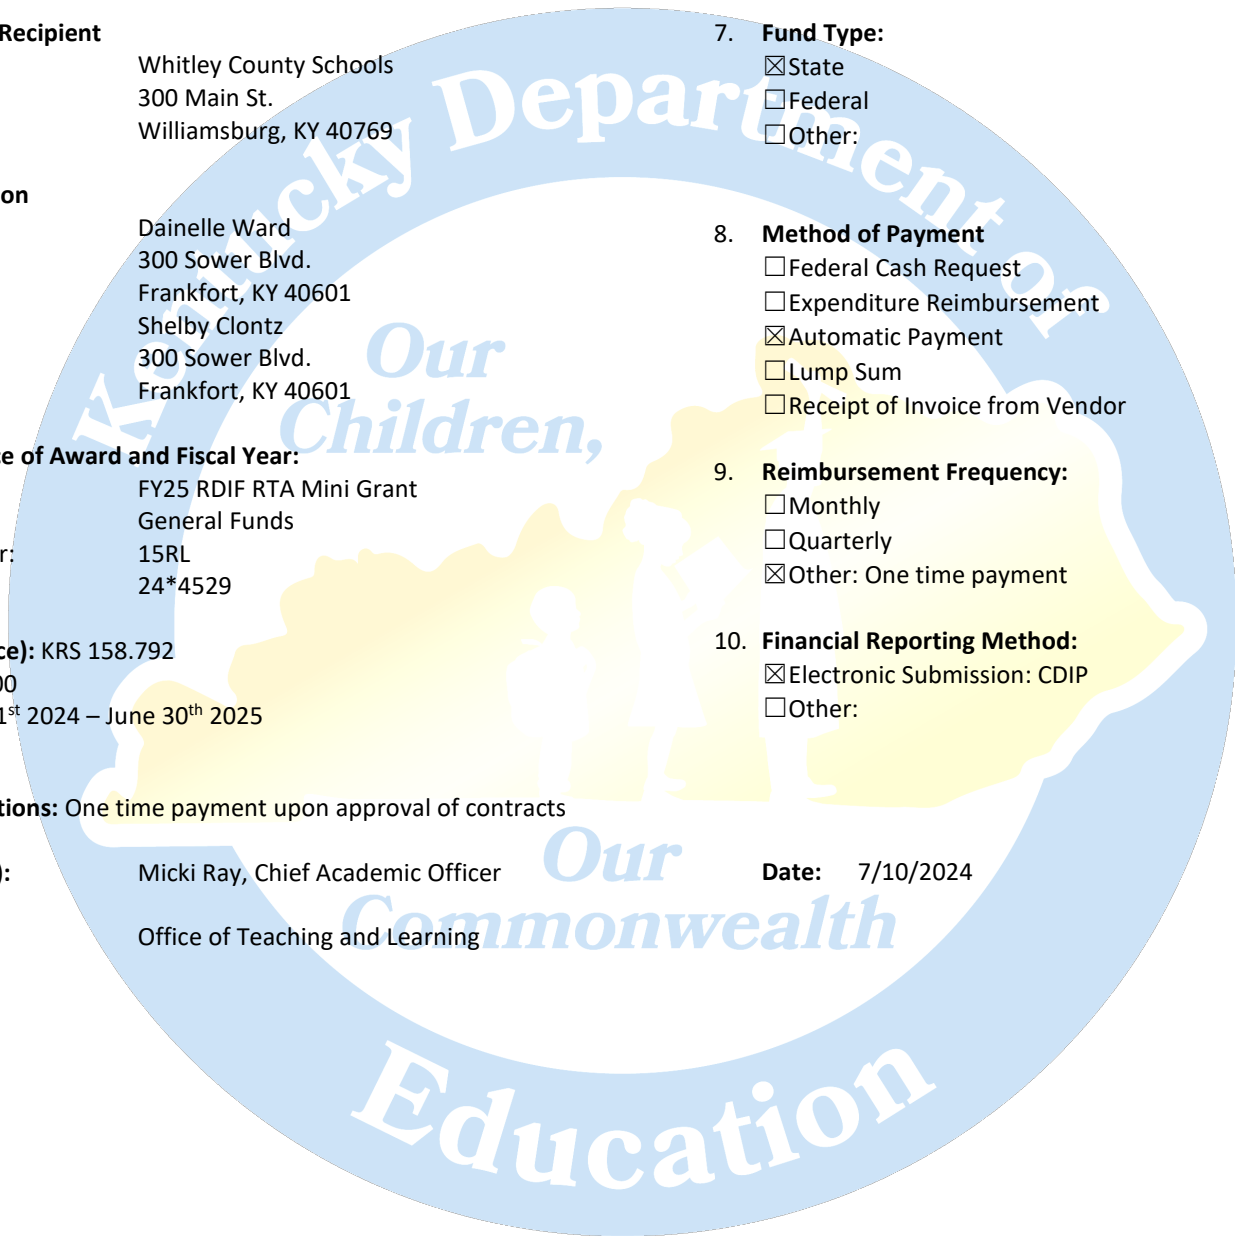 Recipient
Whitley County Schools
300 Main St.
Williamsburg, KY 40769
on
Dainelle Ward
300 Sower Blvd.
Frankfort, KY 40601
Shelby Clontz
300 Sower Blvd.
Frankfort, KY 40601
ce of Award and Fiscal Year:
FY25 RDIF RTA Mini Grant
General Funds
r: 15RL
24*4529
ce): KRS 158.792
00
1st 2024 – June 30th 2025
tions: One time payment upon approval of contracts
): Micki Ray, Chief Academic Officer
Office of Teaching and Learning
7. Fund Type:
☒State
☐Federal
☐Other:
8. Method of Payment
☐Federal Cash Request
☐Expenditure Reimbursement
☒Automatic Payment
☐Lump Sum
☐Receipt of Invoice from Vendor
9. Reimbursement Frequency:
☐Monthly
☐Quarterly
☒Other: One time payment
10. Financial Reporting Method:
☒Electronic Submission: CDIP
☐Other:
Date: 7/10/2024
Kentucky Department of
Education
Our
Children,
Our
Commonwealth